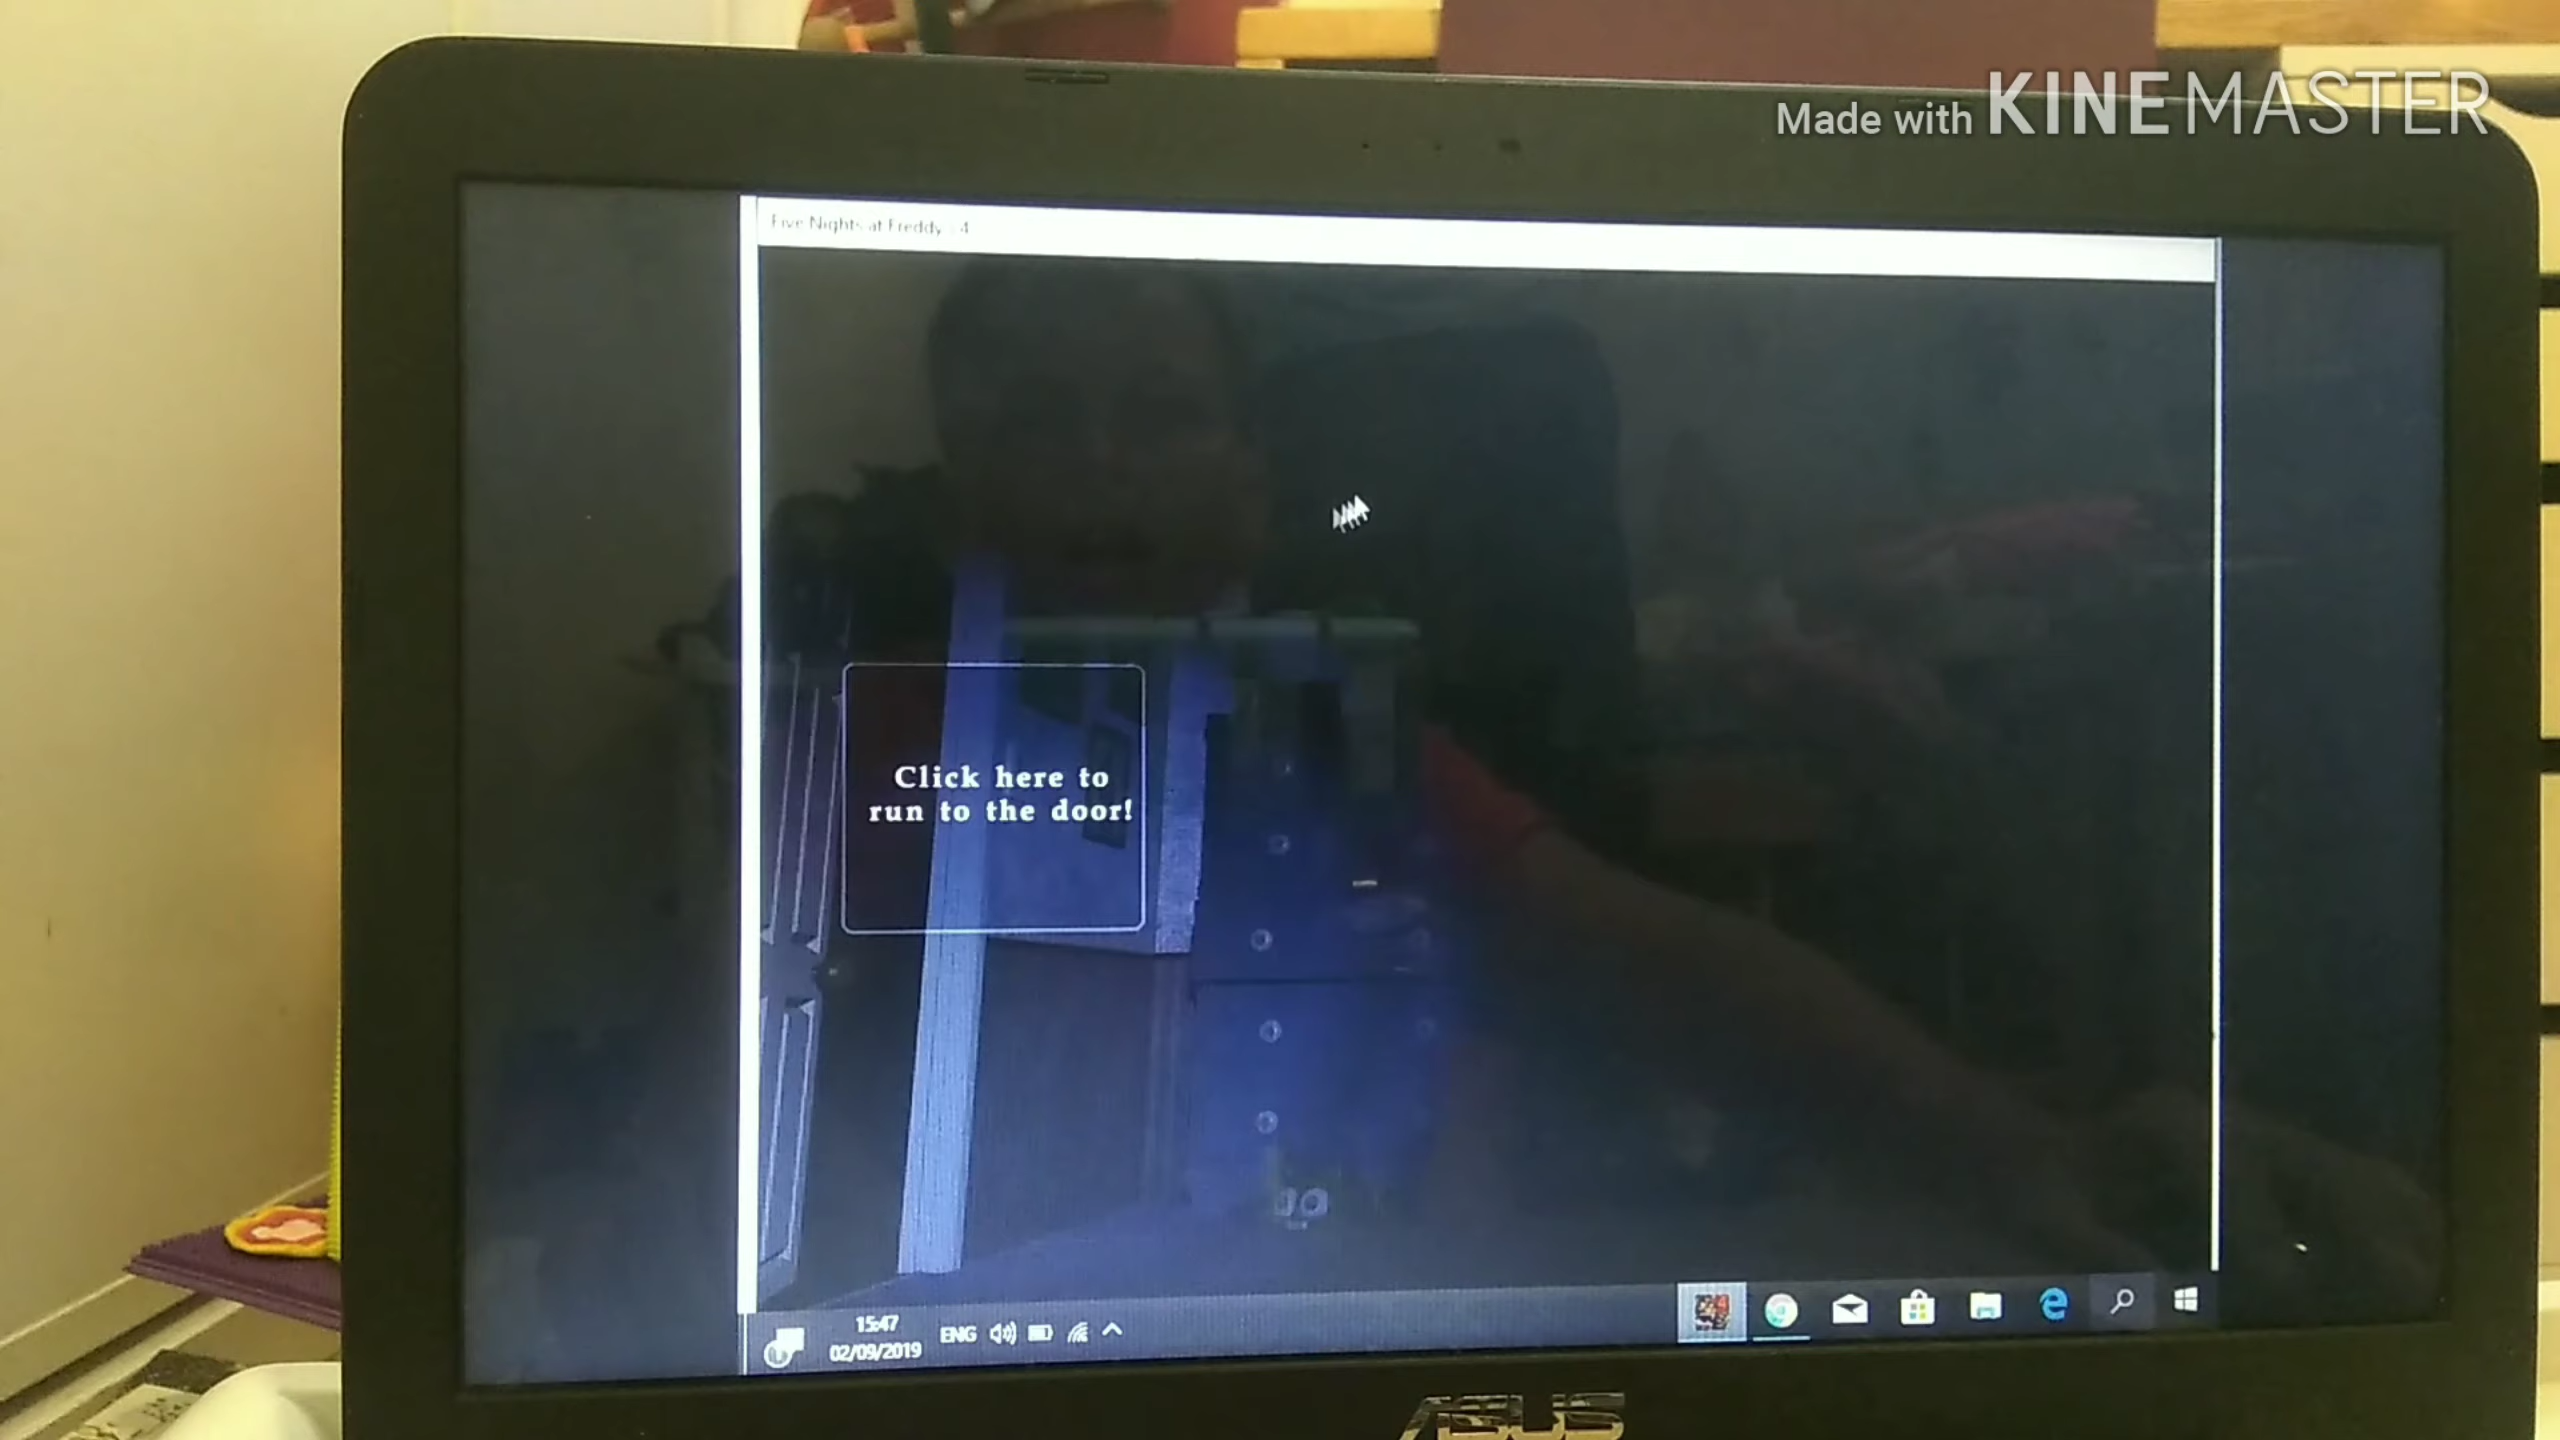 Made with KINEMASTER
Five Nights at Freddy 4
Click here to
run to the door!
15:47
ENG
02/09/2019
ASUS